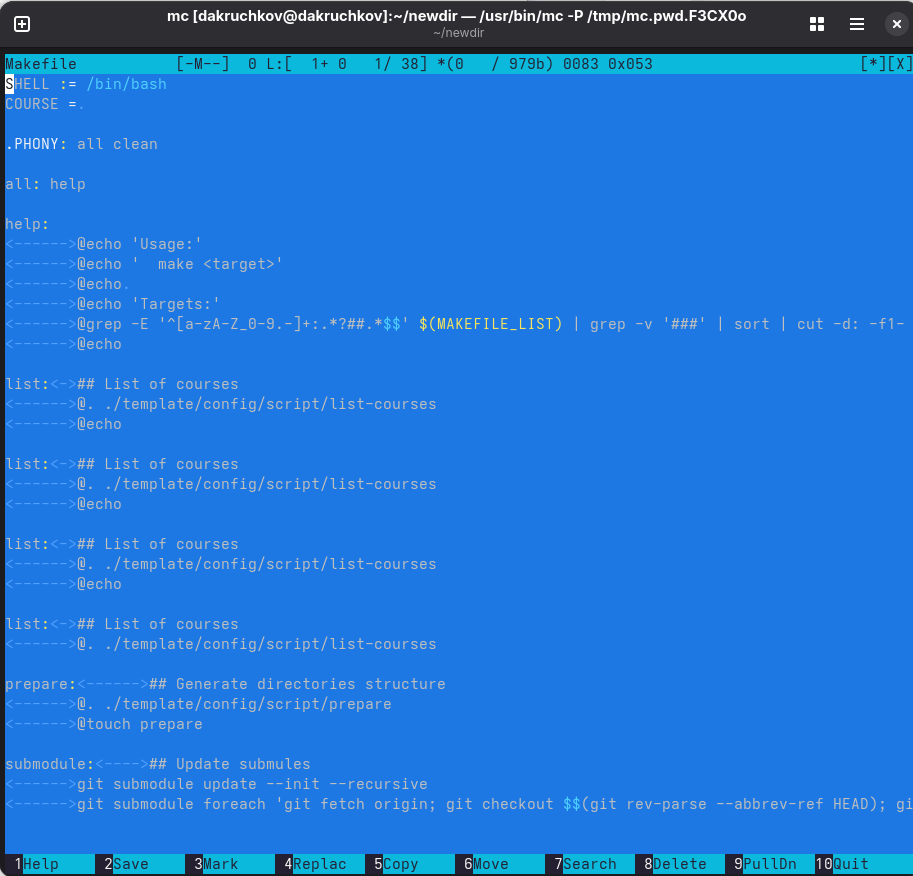 mc [dakruchkov@dakruchkov]:~/newdir — /usr/bin/mc -P /tmp/mc.pwd.F3CX0o
~/newdir
Makefile           [-M--]  0 L:[  1+ 0   1/ 38] *(0   / 979b) 0083 0x053                       [*][X]
SHELL := /bin/bash
COURSE =.
.PHONY: all clean
all: help
help:
<------>@echo 'Usage:'
<------>@echo '  make <target>'
<------>@echo.
<------>@echo 'Targets:'
<------>@grep -E '^[a-zA-Z_0-9.-]+:.*?##.*$$' $(MAKEFILE_LIST) | grep -v '###' | sort | cut -d: -f1-
<------>@echo
list:<->## List of courses
<------>@. ./template/config/script/list-courses
<------>@echo
list:<->## List of courses
<------>@. ./template/config/script/list-courses
<------>@echo
list:<->## List of courses
<------>@. ./template/config/script/list-courses
<------>@echo
list:<->## List of courses
<------>@. ./template/config/script/list-courses
prepare:<------>## Generate directories structure
<------>@. ./template/config/script/prepare
<------>@touch prepare
submodule:<---->## Update submules
<------>git submodule update --init --recursive
<------>git submodule foreach 'git fetch origin; git checkout $$(git rev-parse --abbrev-ref HEAD); gi
1Help 2Save 3Mark 4Replac 5Copy 6Move 7Search 8Delete 9PullDn 10Quit